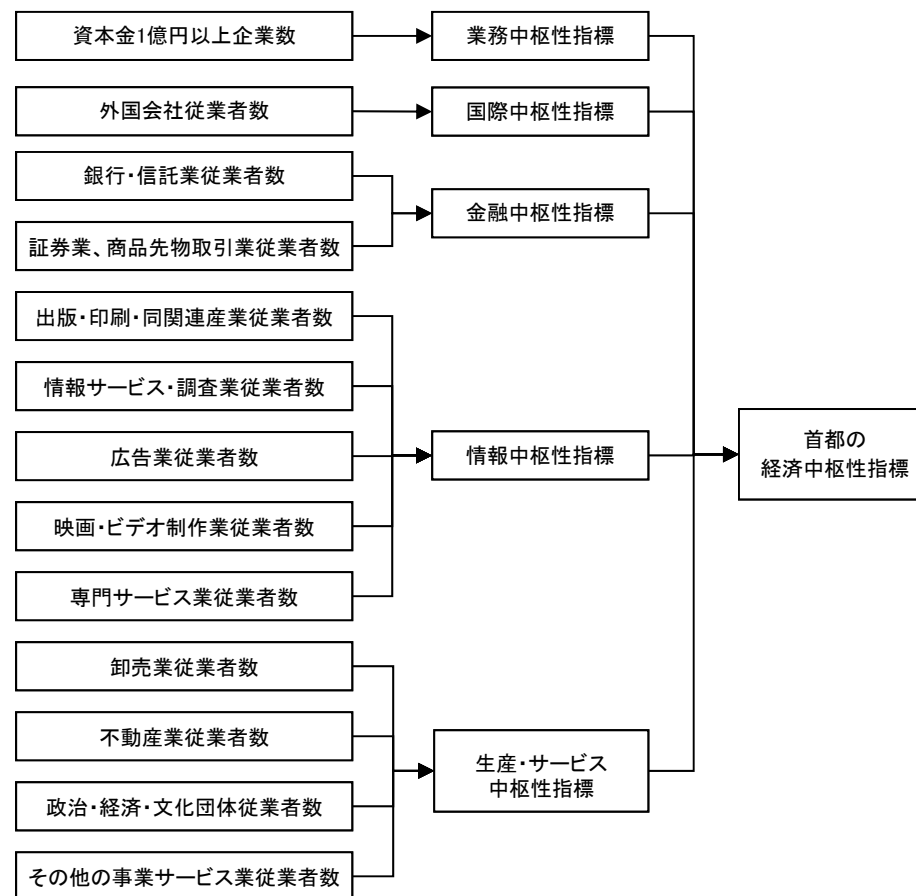 資本金1億円以上企業数
業務中枢性指標
外国会社従業者数
国際中枢性指標
銀行・信託業従業者数
金融中枢性指標
証券業、商品先物取引業従業者数
出版・印刷・同関連産業従業者数
情報サービス・調査業従業者数
広告業従業者数
情報中枢性指標
首都の
経済中枢性指標
映画・ビデオ制作業従業者数
専門サービス業従業者数
卸売業従業者数
不動産業従業者数
生産・サービス
中枢性指標
政治・経済・文化団体従業者数
その他の事業サービス業従業者数